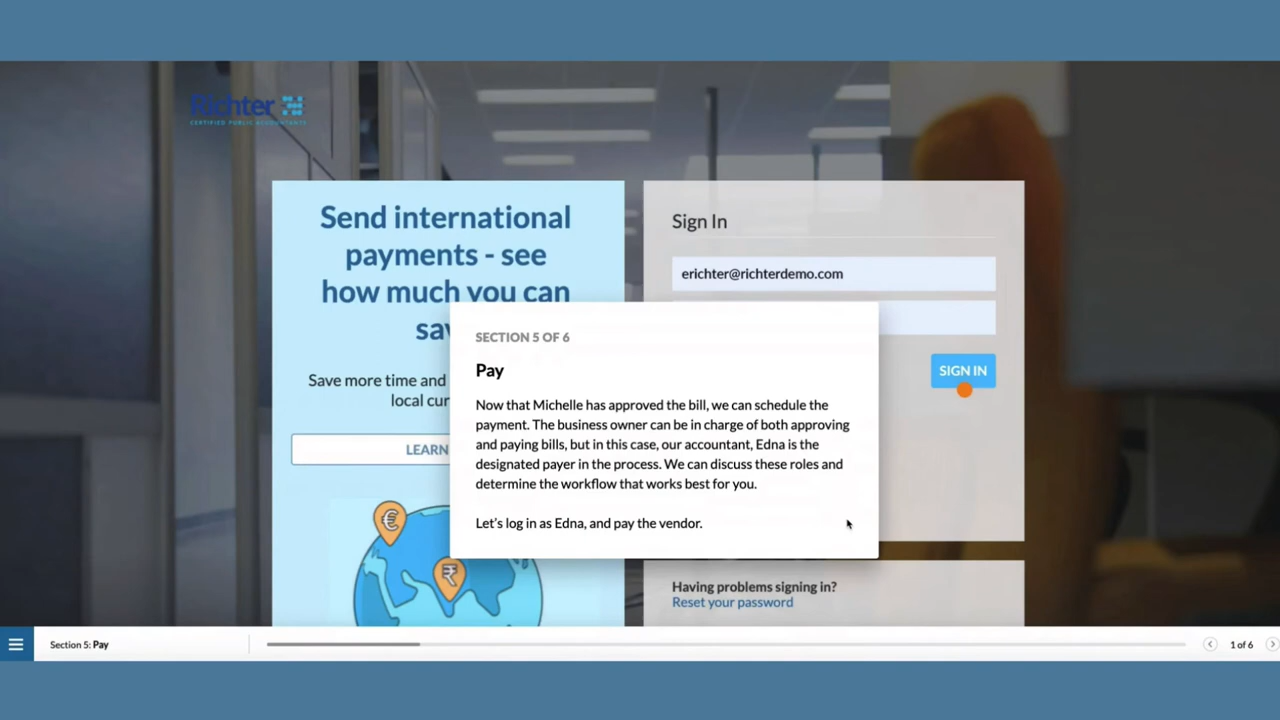 Richter
CERTIFIED PUBLIC ACCOUNTANTS
Send international
payments - see
how much you can
sav
Save more time and
local cur
LEARN
€
₹
Sign In
erichter@richterdemo.com
SIGN IN
SECTION 5 OF 6
Pay
Now that Michelle has approved the bill, we can schedule the
payment. The business owner can be in charge of both approving
and paying bills, but in this case, our accountant, Edna is the
designated payer in the process. We can discuss these roles and
determine the workflow that works best for you.
Let's log in as Edna, and pay the vendor.
Having problems signing in?
Reset your password
Section 5: Pay
1 of 6